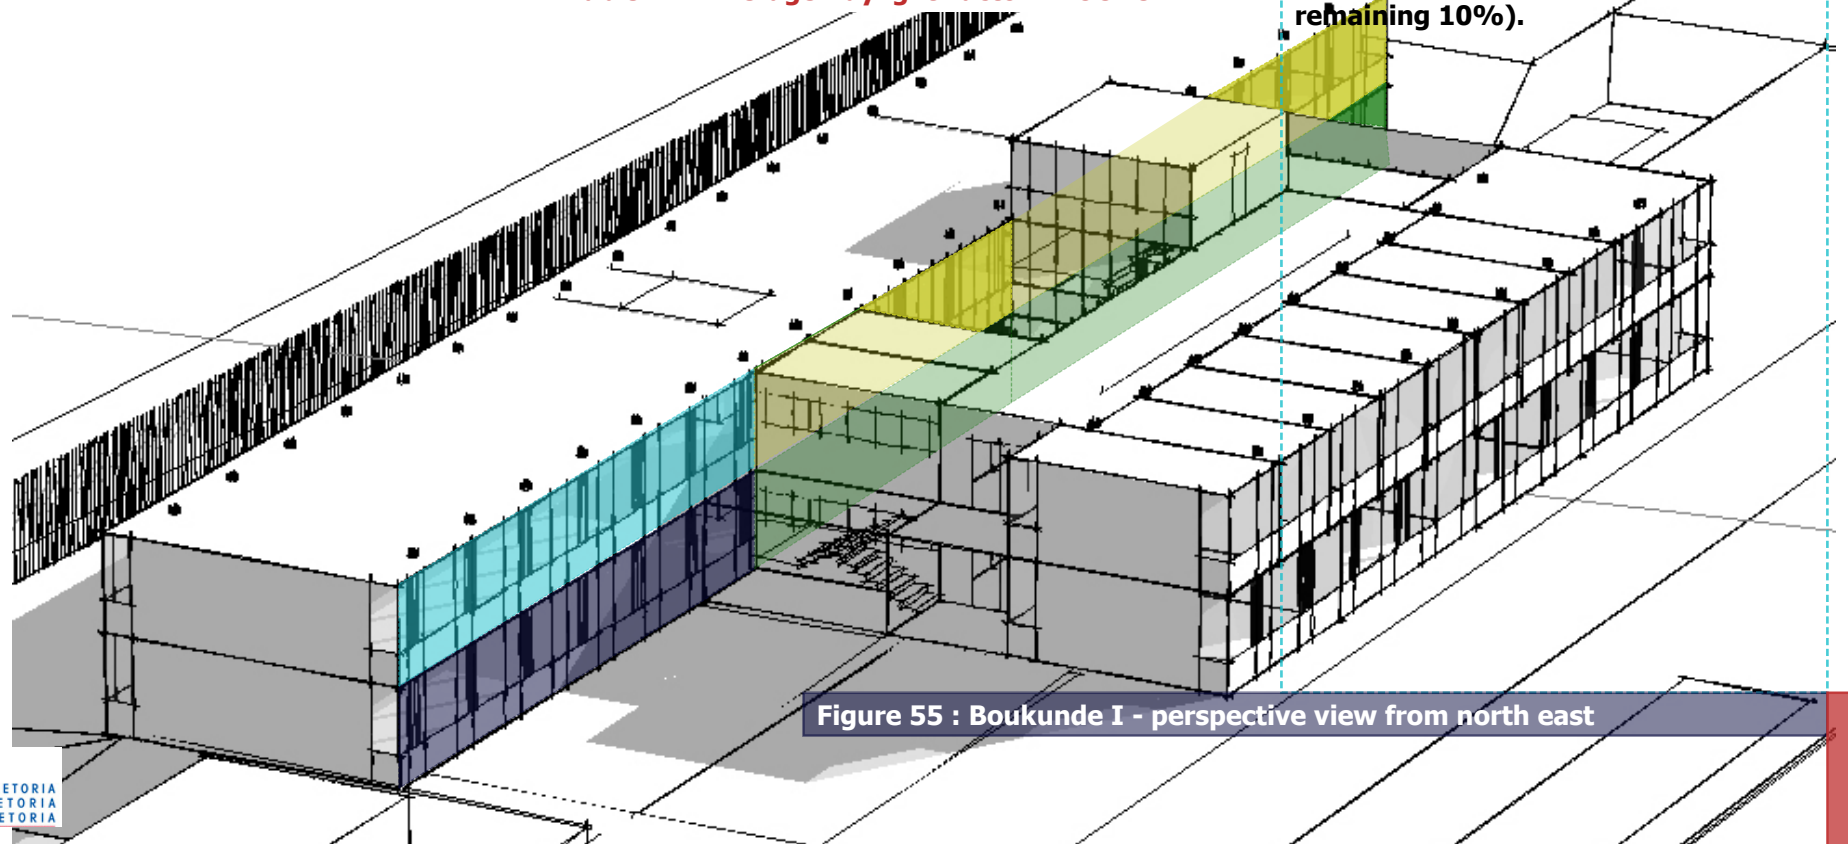 remaining 10%).
Figure 55 : Boukunde I - perspective view from north east
ETORIA
ETORIA
ETORIA